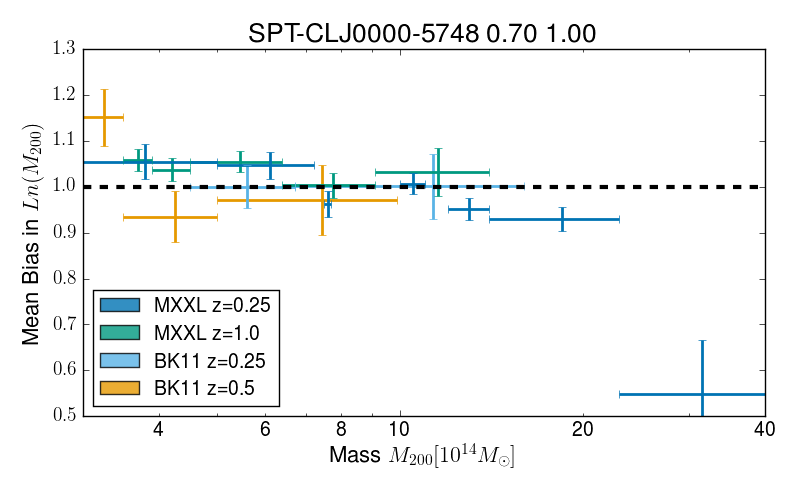 SPT-CLJ0000-5748 0.70 1.00
Mean Bias in Ln(M200)
1.3
1.2
1.1
1.0
0.9
0.8
0.7
0.6
0.5
MXXL z=0.25
MXXL z=1.0
BK11 z=0.25
BK11 z=0.5
4 6 8 10 20 40
Mass M₂₀₀[10¹⁴M☉]